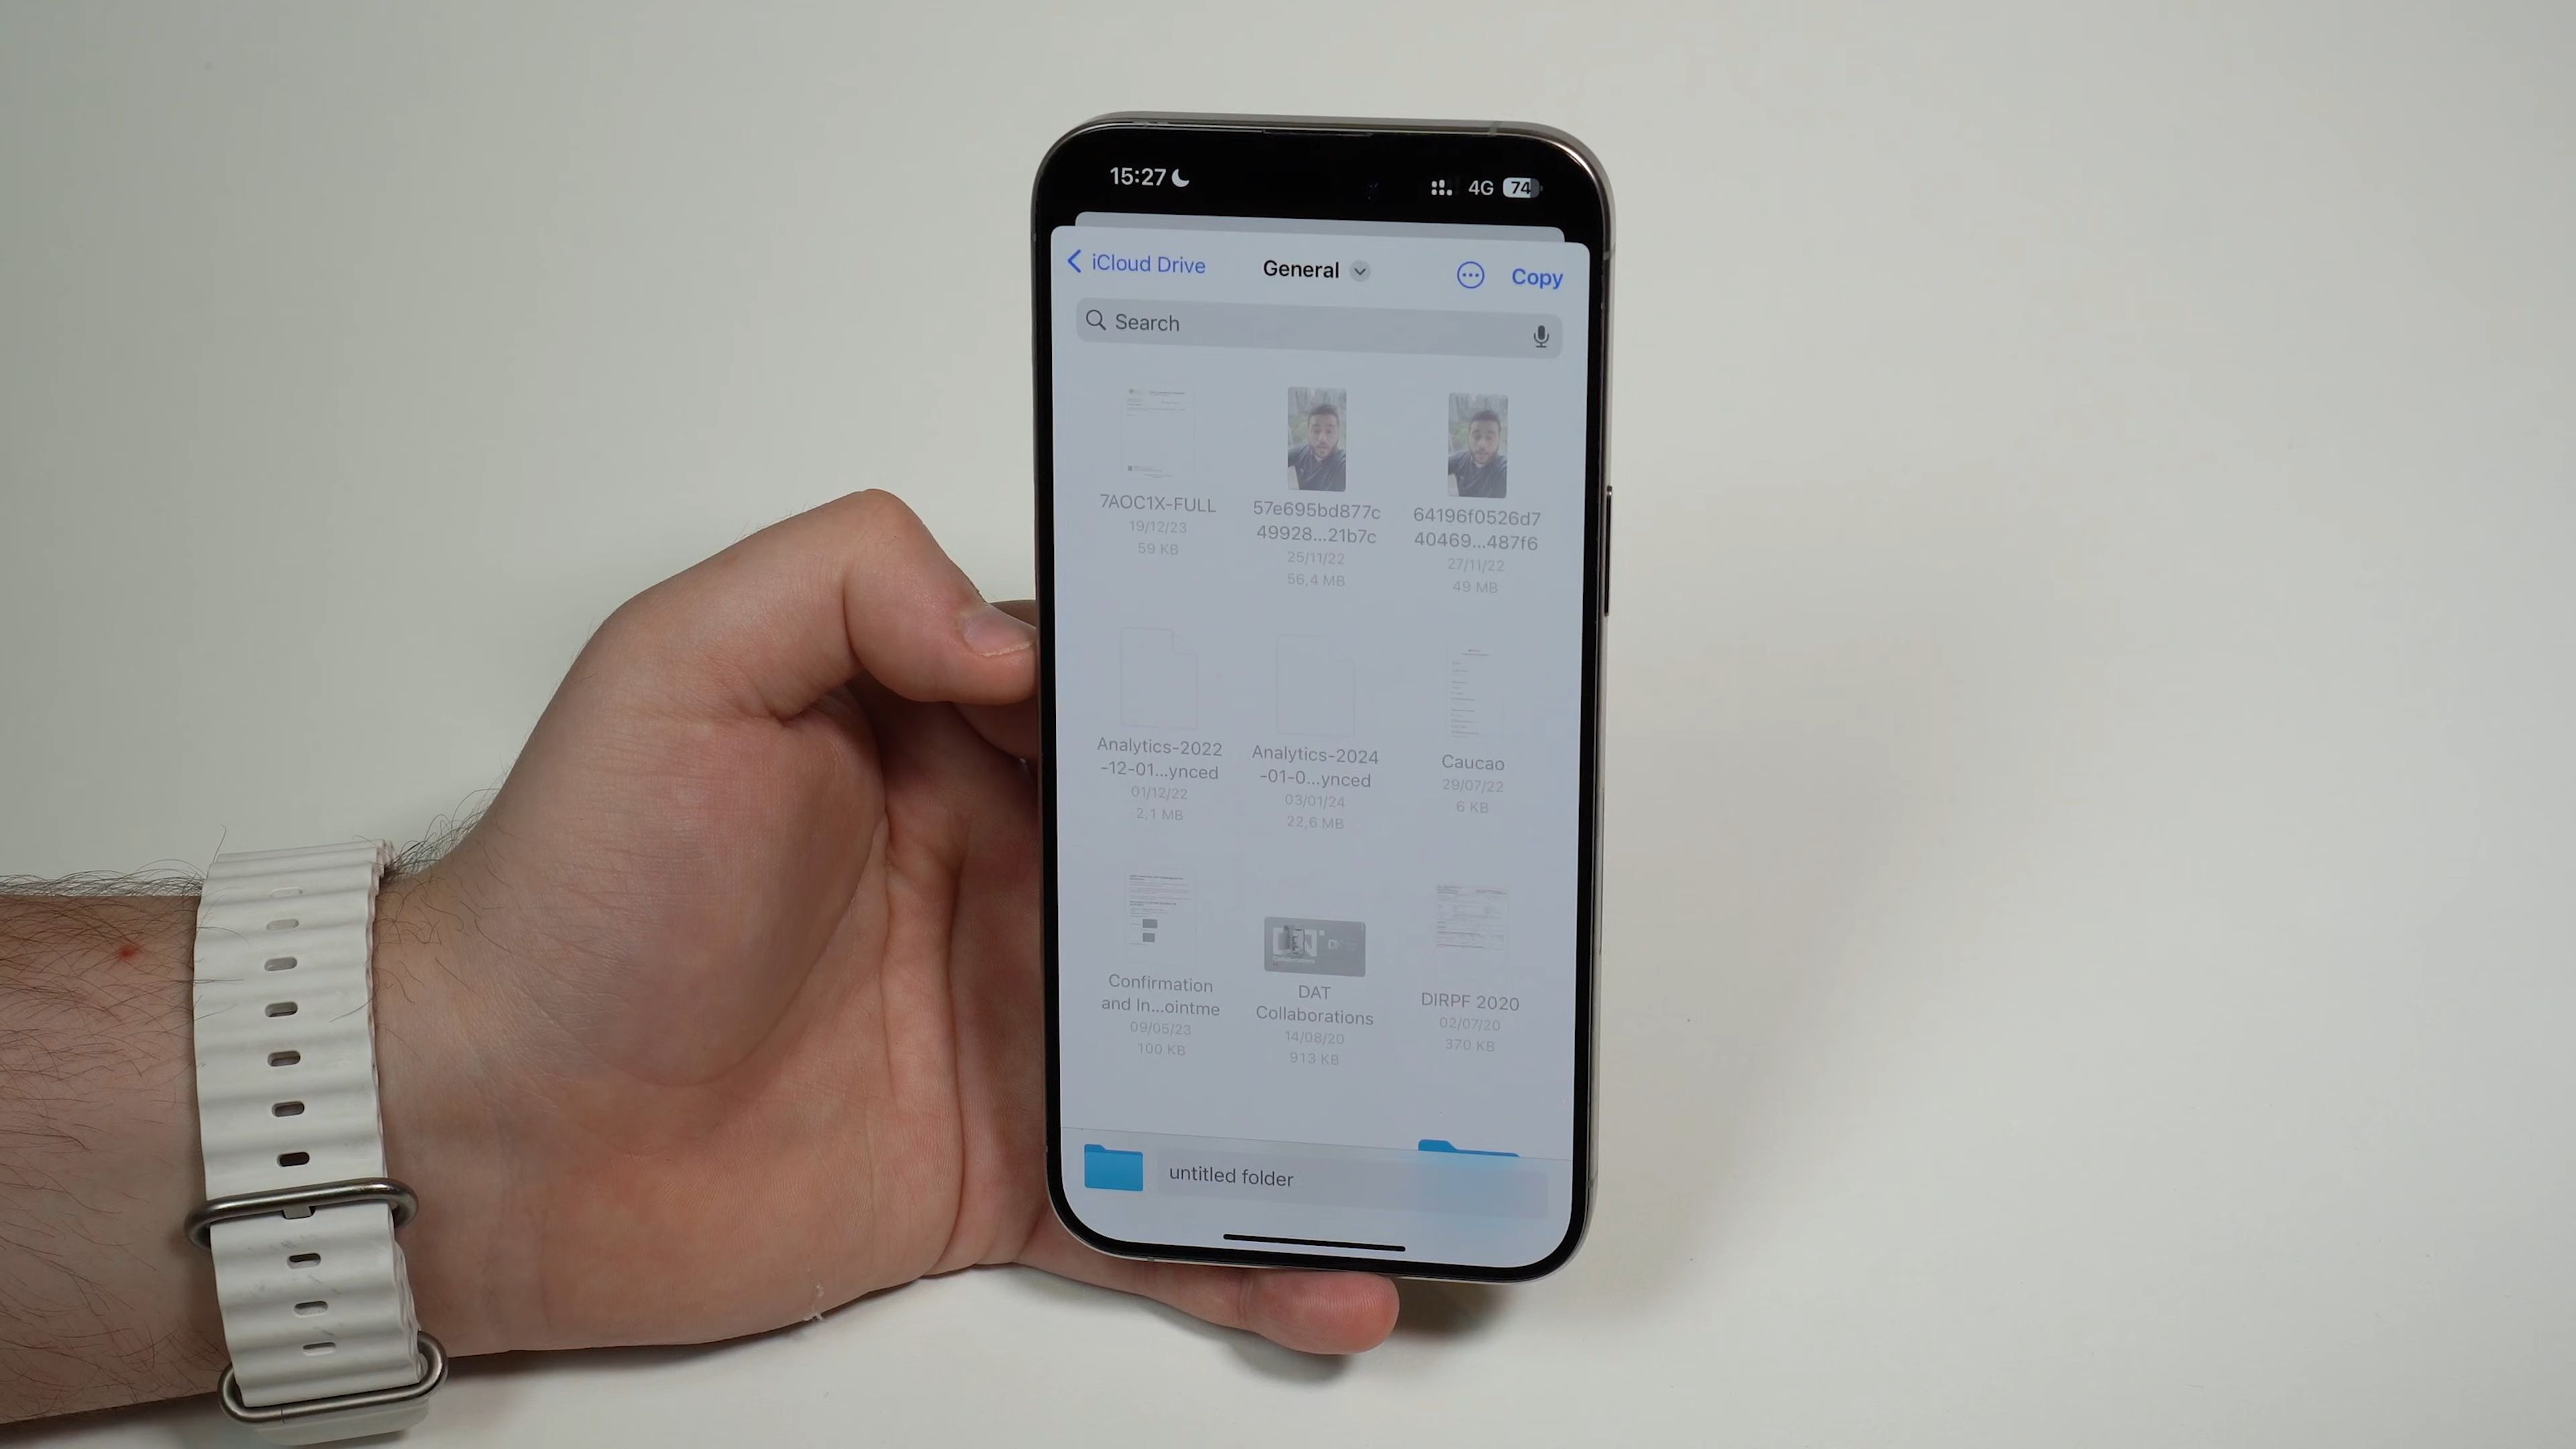 15:27
4G 74
iCloud Drive
General
Copy
Search
7AOC1X-FULL
19/12/23
59 KB
57e695bd877c
49928...21b7c
25/11/22
56,4 MB
64196f0526d7
40469...487f6
27/11/22
49 MB
Analytics-2022
-12-01...ynced
01/12/22
2,1 MB
Analytics-2024
-01-0...ynced
03/01/24
22,6 MB
Caucao
29/07/22
6 KB
Confirmation
and In...ointme
09/05/23
100 KB
DAT
Collaborations
14/08/20
913 KB
DIRPF 2020
02/07/20
370 KB
untitled folder